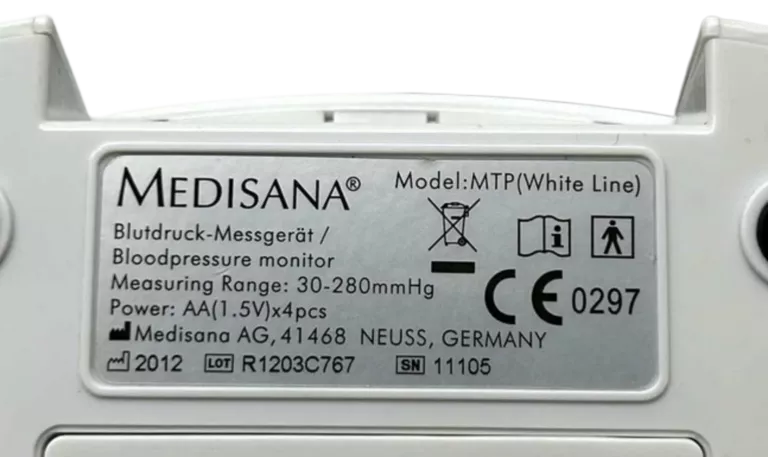 MEDISANA® Model:MTP(White Line)
Blutdruck-Messgerät /
Bloodpressure monitor
Measuring Range: 30-280mmHg
Power: AA(1.5V)x4pcs
CE 0297
Medisana AG, 41468 NEUSS, GERMANY
2012 LOT R1203C767 SN 11105